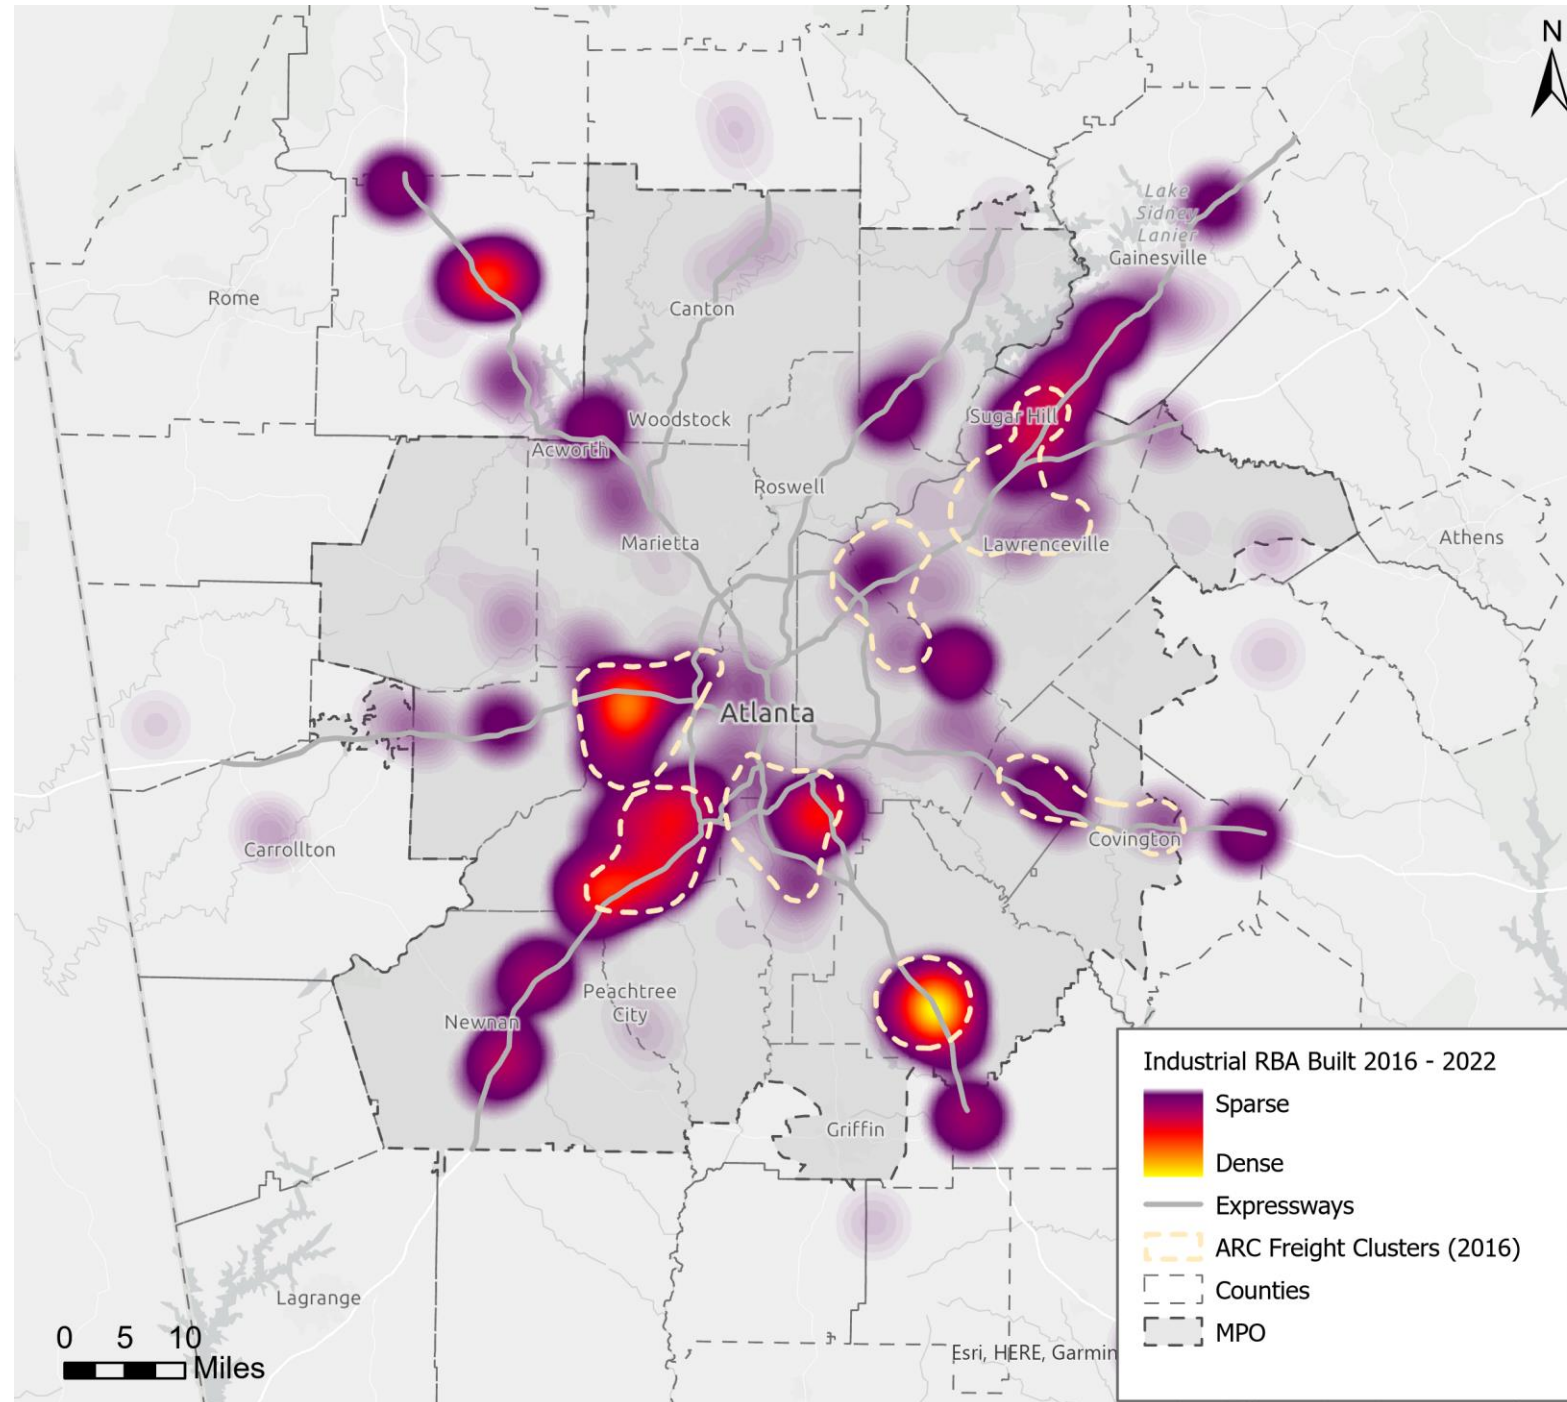 N
Lake
Sidney
Lanier
Gainesville
Rome
Canton
Woodstock
Sugar Hill
Acworth
Roswell
Marietta
Lawrenceville
Athens
Atlanta
Carrollton
Covington
Peachtree
City
Newnan
Griffin
Lagrange
0 5 10
Miles
Esri, HERE, Garmin
Industrial RBA Built 2016 - 2022
Sparse
Dense
Expressways
ARC Freight Clusters (2016)
Counties
MPO